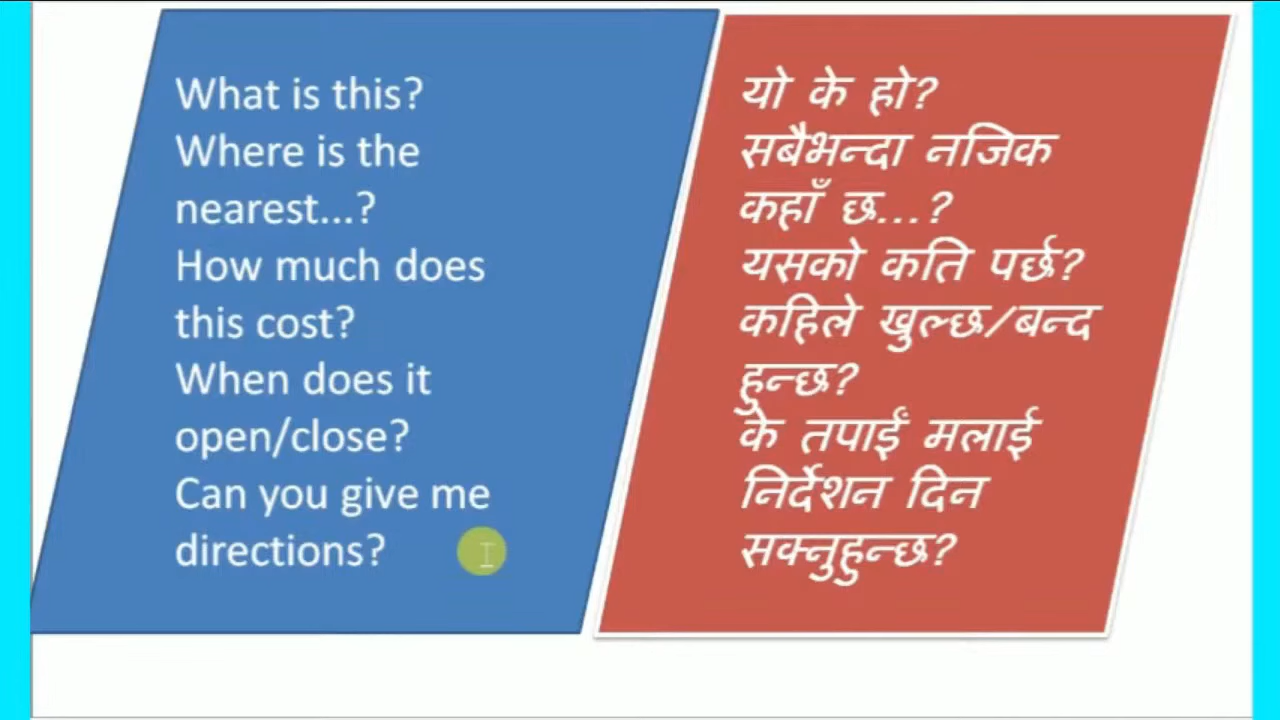 What is this?
Where is the
nearest...?
How much does
this cost?
When does it
open/close?
Can you give me
directions?
यो के हो?
सबैभन्दा नजिक
कहाँ छ...?
यसको कति पर्छ?
कहिले खुल्छ/बन्द
हुन्छ?
के तपाईं मलाई
निर्देशन दिन
सक्नुहुन्छ?